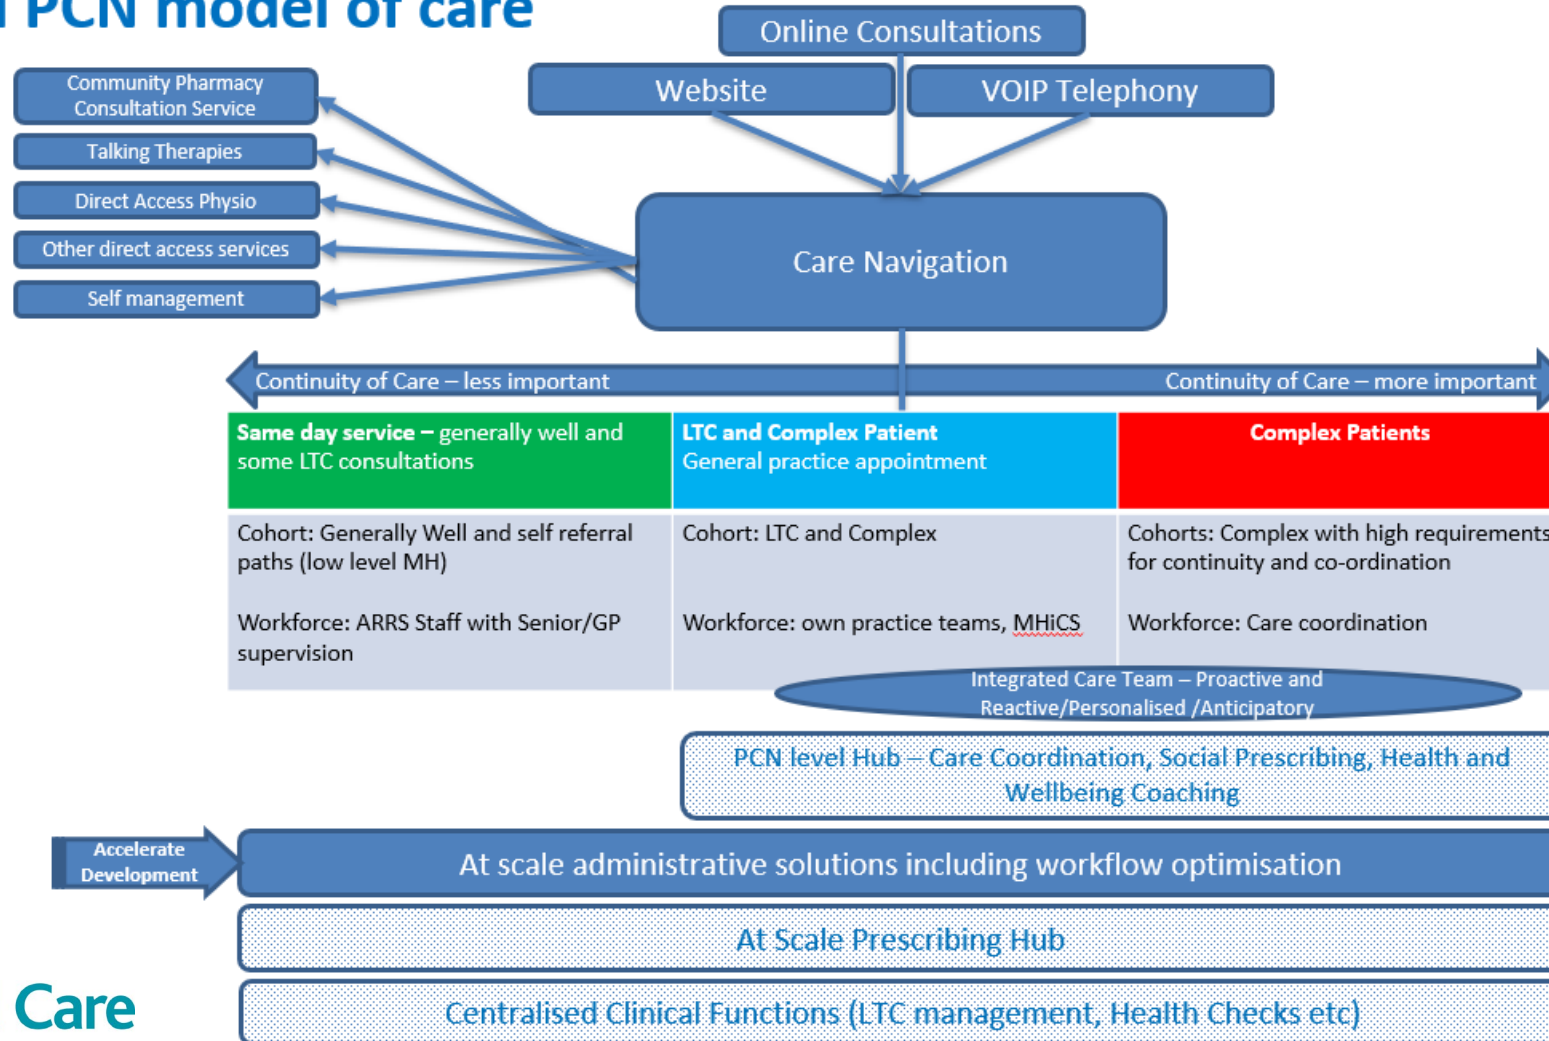 PCN model of care
Online Consultations
Website
VOIP Telephony
Community Pharmacy
Consultation Service
Talking Therapies
Direct Access Physio
Other direct access services
Self management
Care Navigation
Continuity of Care – less important
Continuity of Care – more important
Same day service – generally well and
some LTC consultations
LTC and Complex Patient
General practice appointment
Complex Patients
Cohort: Generally Well and self referral
paths (low level MH)
Workforce: ARRS Staff with Senior/GP
supervision
Cohort: LTC and Complex
Workforce: own practice teams, MHiCS
Cohorts: Complex with high requirements
for continuity and co-ordination
Workforce: Care coordination
Integrated Care Team – Proactive and
Reactive/Personalised /Anticipatory
PCN level Hub – Care Coordination, Social Prescribing, Health and
Wellbeing Coaching
Accelerate
Development
At scale administrative solutions including workflow optimisation
At Scale Prescribing Hub
Centralised Clinical Functions (LTC management, Health Checks etc)
Care